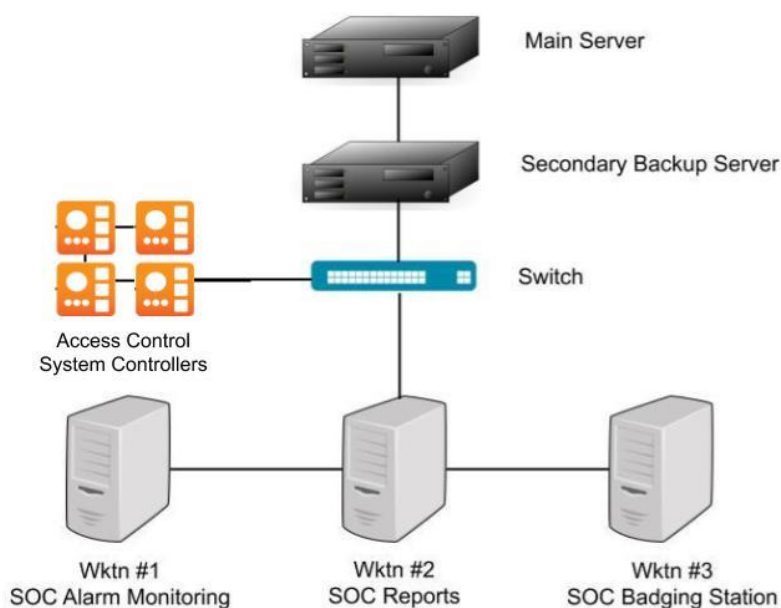 Main Server
Secondary Backup Server
Switch
Access Control
System Controllers
Wktn #1
SOC Alarm Monitoring
Wktn #2
SOC Reports
Wktn #3
SOC Badging Station